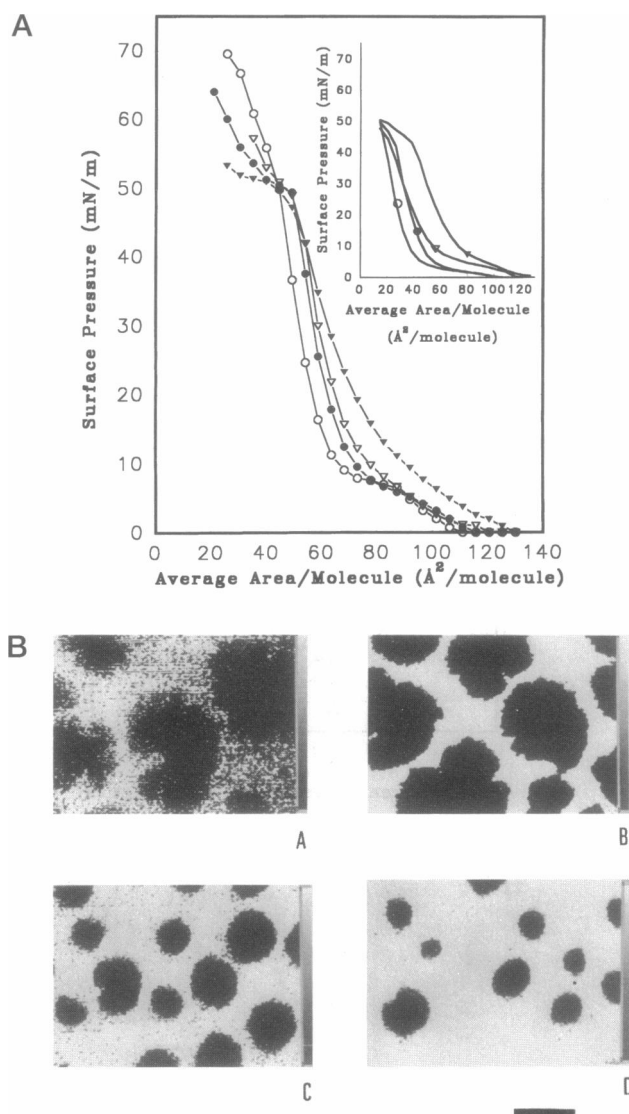 A
70
60
50
40
30
20
10
0
0 20 40 60 80 100 120 140
Surface Pressure (mN/m)
Average Area/Molecule (Å²/molecule)
70
60
50
40
30
20
10
0
20 40 60 80 100 120
Surface Pressure (mN/m)
Average Area/Molecule
(Å²/molecule)
B
A
B
C
D